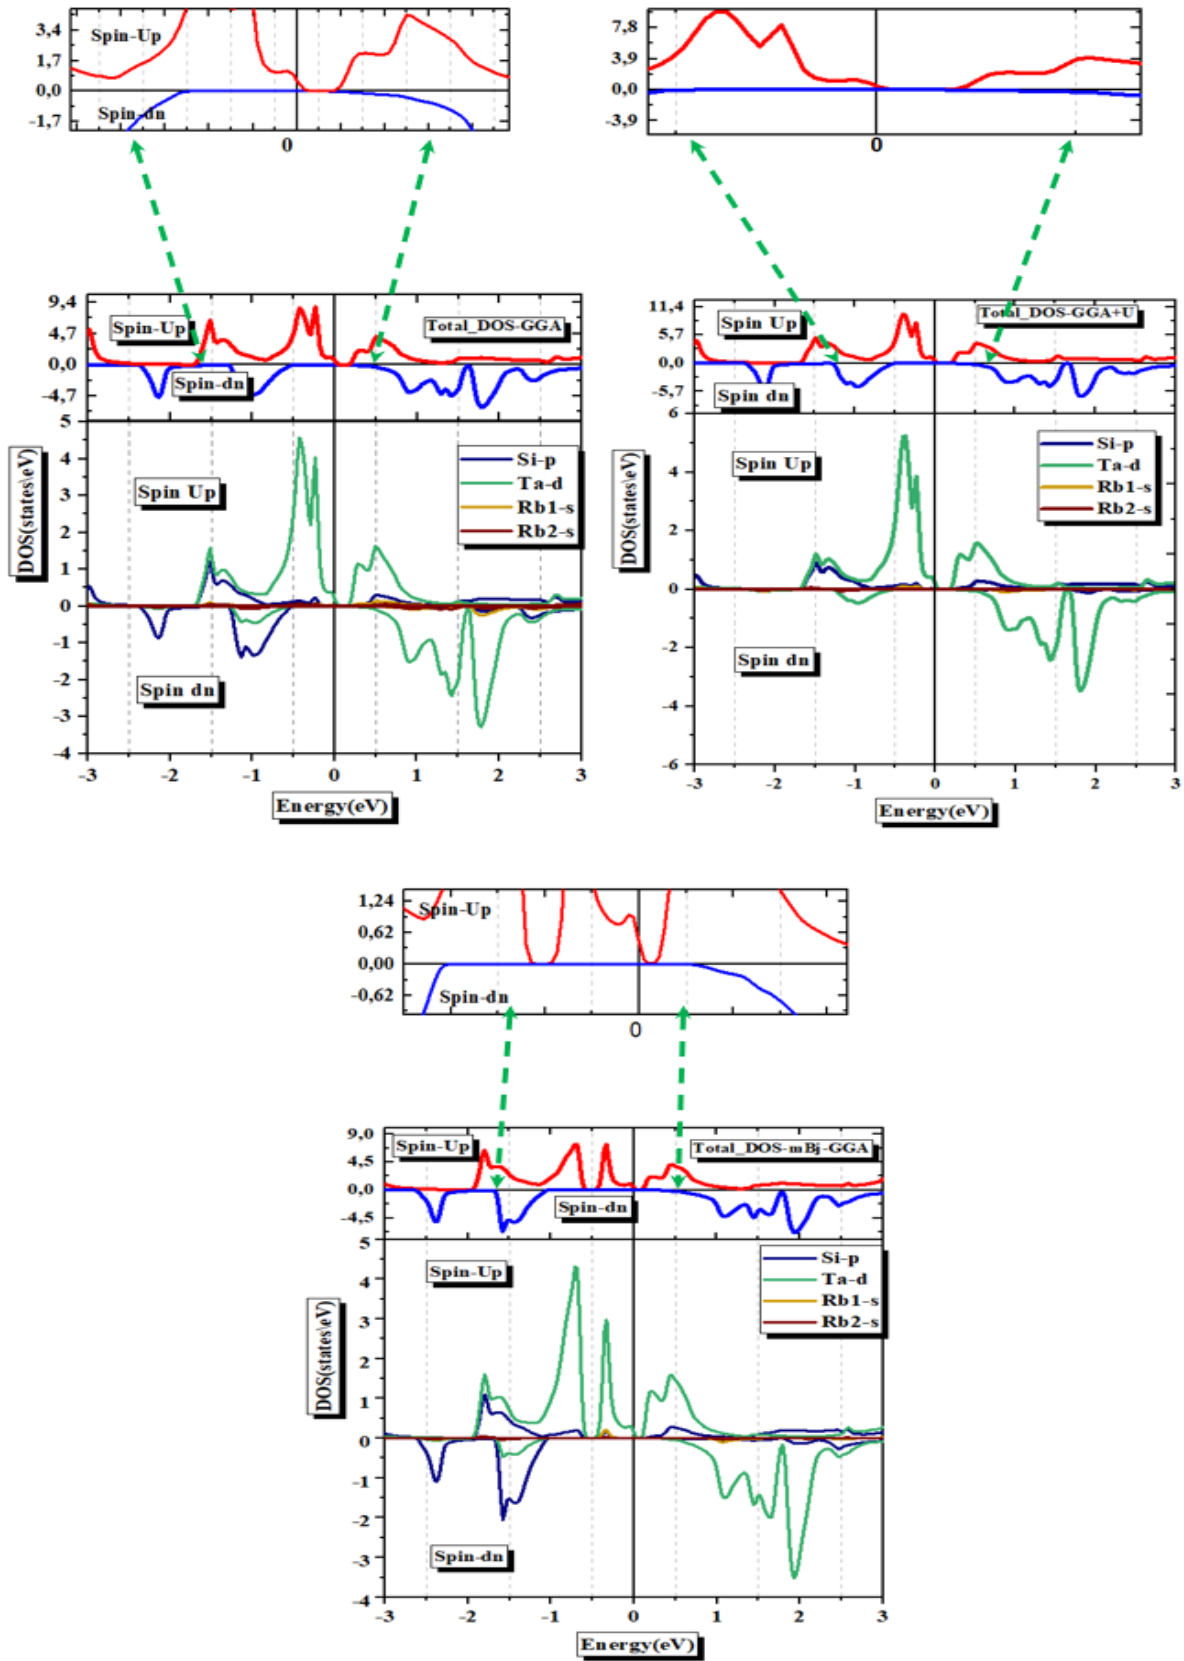 3,4
Spin-Up
1,7
0,0
Spin-dn
-1,7
0
7,8
3,9
0,0
-3,9
0
9,4
Spin-Up
Total_DOS-GGA
4,7
0,0
Spin-dn
-4,7
5
Si-p
Ta-d
Rb1-s
Rb2-s
4
Spin Up
3
2
1
0
-1
-2
Spin dn
-3
-4
DOS(states\eV)
-3 -2 -1 0 1 2 3
Energy(eV)
11,4
Spin Up
Total_DOS-GGA+U
5,7
0,0
-5,7
Spin dn
6
Si-p
Ta-d
Rb1-s
Rb2-s
Spin Up
4
2
0
-2
Spin dn
-4
-6
DOS(states\eV)
-3 -2 -1 0 1 2 3
Energy(eV)
1,24
Spin-Up
0,62
0,00
-0,62
Spin-dn
0
9,0
Spin-Up
Total_DOS-mBj-GGA
4,5
0,0
Spin-dn
-4,5
5
Si-p
Ta-d
Rb1-s
Rb2-s
Spin-Up
4
3
2
1
0
-1
-2
-3
Spin-dn
-4
DOS(states\eV)
-3 -2 -1 0 1 2 3
Energy(eV)